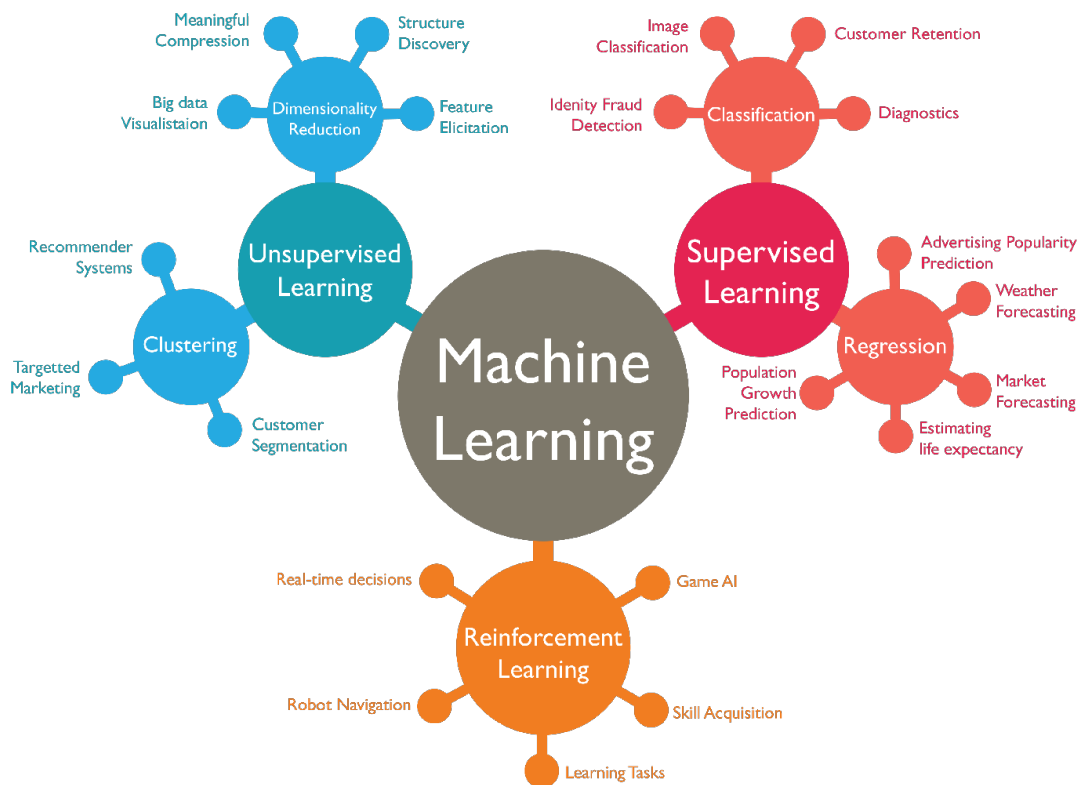 Meaningful
Compression
Structure
Discovery
Big data
Visualistaion
Dimensionality
Reduction
Feature
Elicitation
Image
Classification
Customer Retention
Idenity Fraud
Detection
Classification
Diagnostics
Recommender
Systems
Unsupervised
Learning
Clustering
Targetted
Marketing
Customer
Segmentation
Machine
Learning
Supervised
Learning
Advertising Popularity
Prediction
Weather
Forecasting
Regression
Population
Growth
Prediction
Market
Forecasting
Estimating
life expectancy
Real-time decisions
Game AI
Reinforcement
Learning
Robot Navigation
Skill Acquisition
Learning Tasks